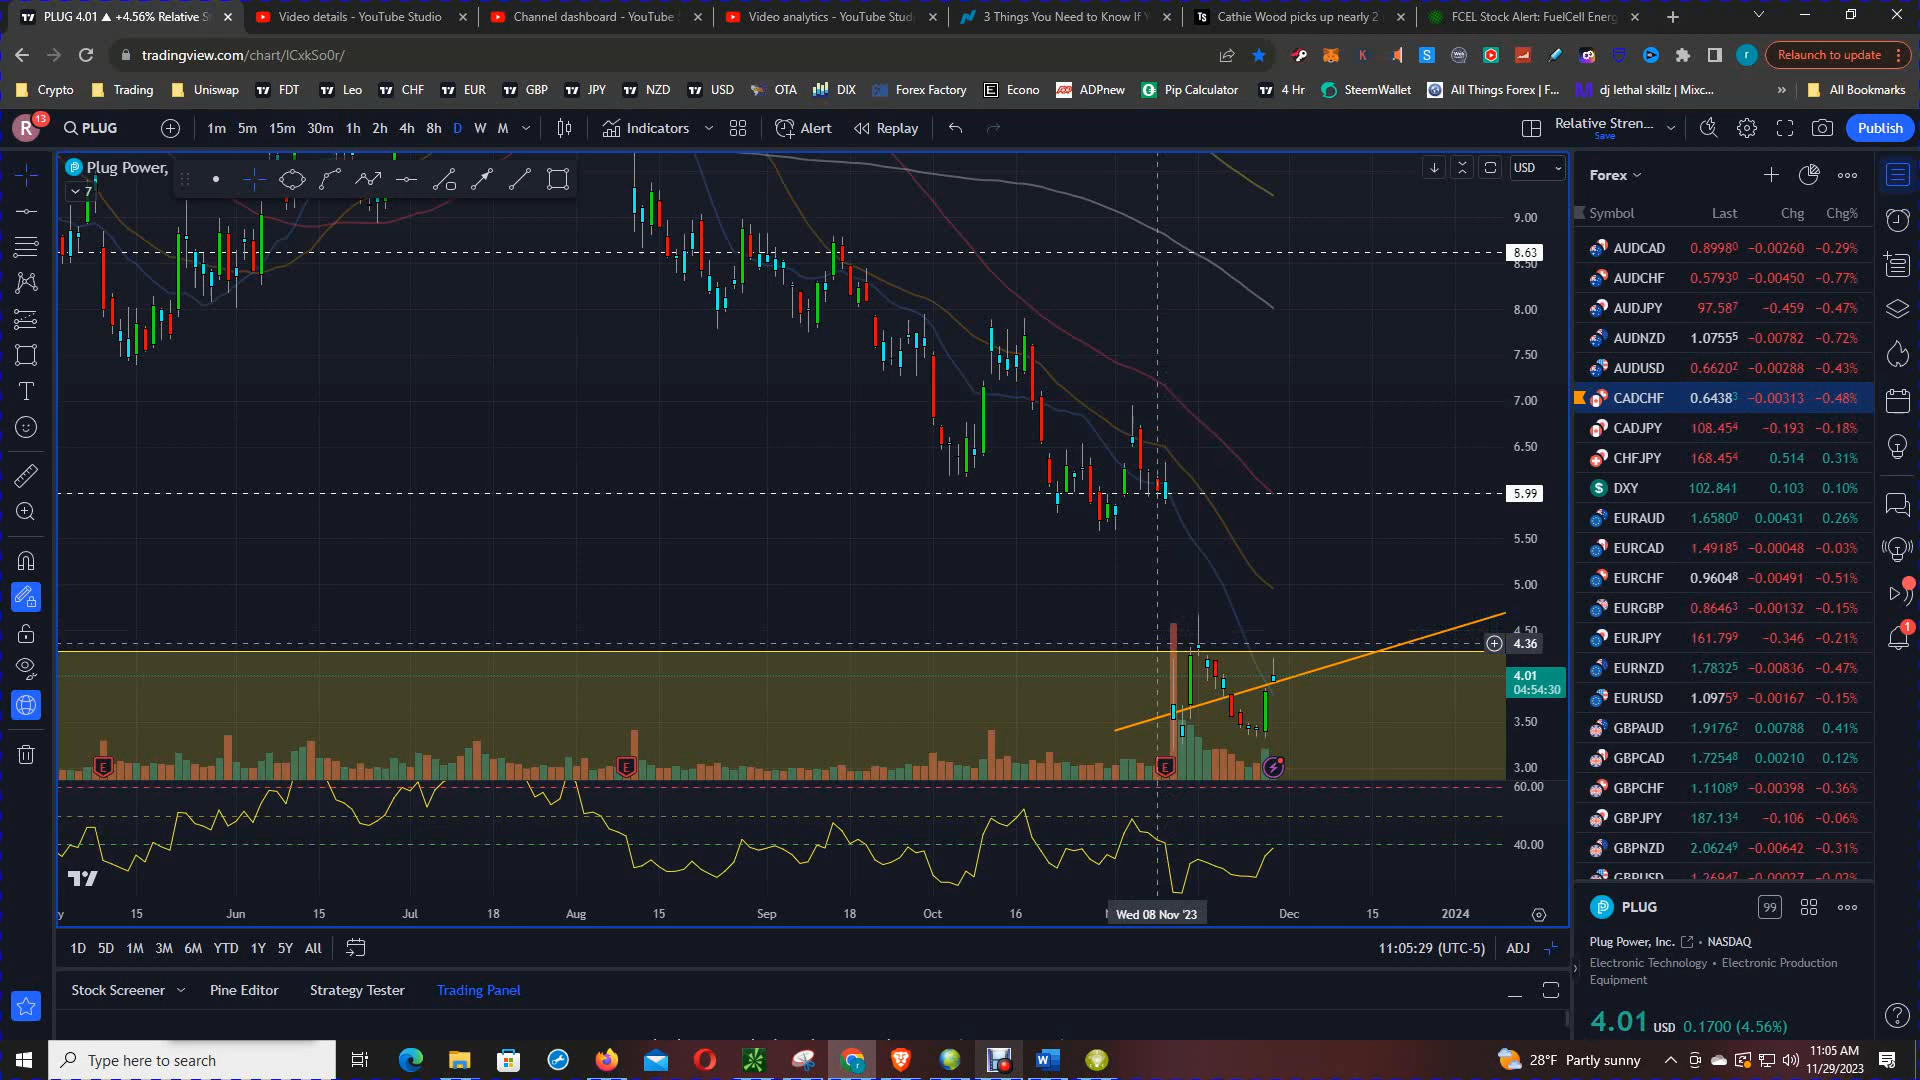 PLUG 4.01 ▲ +4.56% Relative S
Video details - YouTube Studio
Channel dashboard - YouTube
Video analytics - YouTube Stud
3 Things You Need to Know If Y
Cathie Wood picks up nearly 2
FCEL Stock Alert: FuelCell Energ
tradingview.com/chart/lCxkSo0r/
Relaunch to update
Crypto
Trading
Uniswap
FDT
Leo
CHF
EUR
GBP
JPY
NZD
USD
OTA
DIX
Forex Factory
Econo
ADPnew
Pip Calculator
4 Hr
SteemWallet
All Things Forex | F...
dj lethal skillz | Mixc...
»
All Bookmarks
R
13
PLUG
1m 5m 15m 30m 1h 2h 4h 8h D W M
Indicators
Alert
Replay
Relative Stren...
Save
Publish
Plug Power,
7
USD
9.00
8.63
8.50
8.00
7.50
7.00
6.50
5.99
5.50
5.00
4.50
4.36
4.01
04:54:30
3.50
3.00
60.00
40.00
E
E
E
y 15 Jun 15 Jul 18 Aug 15 Sep 18 Oct 16 Wed 08 Nov '23 Dec 15 2024
1D 5D 1M 3M 6M YTD 1Y 5Y All
11:05:29 (UTC-5)
ADJ
Stock Screener
Pine Editor
Strategy Tester
Trading Panel
Forex
Symbol Last Chg Chg%
AUDCAD 0.89980 −0.00260 −0.29%
AUDCHF 0.57930 −0.00450 −0.77%
AUDJPY 97.587 −0.459 −0.47%
AUDNZD 1.07555 −0.00782 −0.72%
AUDUSD 0.66202 −0.00288 −0.43%
CADCHF 0.64383 −0.00313 −0.48%
CADJPY 108.454 −0.193 −0.18%
CHFJPY 168.454 0.514 0.31%
DXY 102.841 0.103 0.10%
EURAUD 1.65800 0.00431 0.26%
EURCAD 1.49185 −0.00048 −0.03%
EURCHF 0.96048 −0.00491 −0.51%
EURGBP 0.86463 −0.00132 −0.15%
EURJPY 161.799 −0.346 −0.21%
EURNZD 1.78325 −0.00836 −0.47%
EURUSD 1.09759 −0.00167 −0.15%
GBPAUD 1.91762 0.00788 0.41%
GBPCAD 1.72548 0.00210 0.12%
GBPCHF 1.11089 −0.00398 −0.36%
GBPJPY 187.134 −0.106 −0.06%
GBPNZD 2.06249 −0.00642 −0.31%
GBPUSD 1.26947 −0.00027 −0.02%
PLUG
99
Plug Power, Inc. • NASDAQ
Electronic Technology • Electronic Production
Equipment
4.01 USD 0.1700 (4.56%)
1
Type here to search
28°F Partly sunny
11:05 AM
11/29/2023